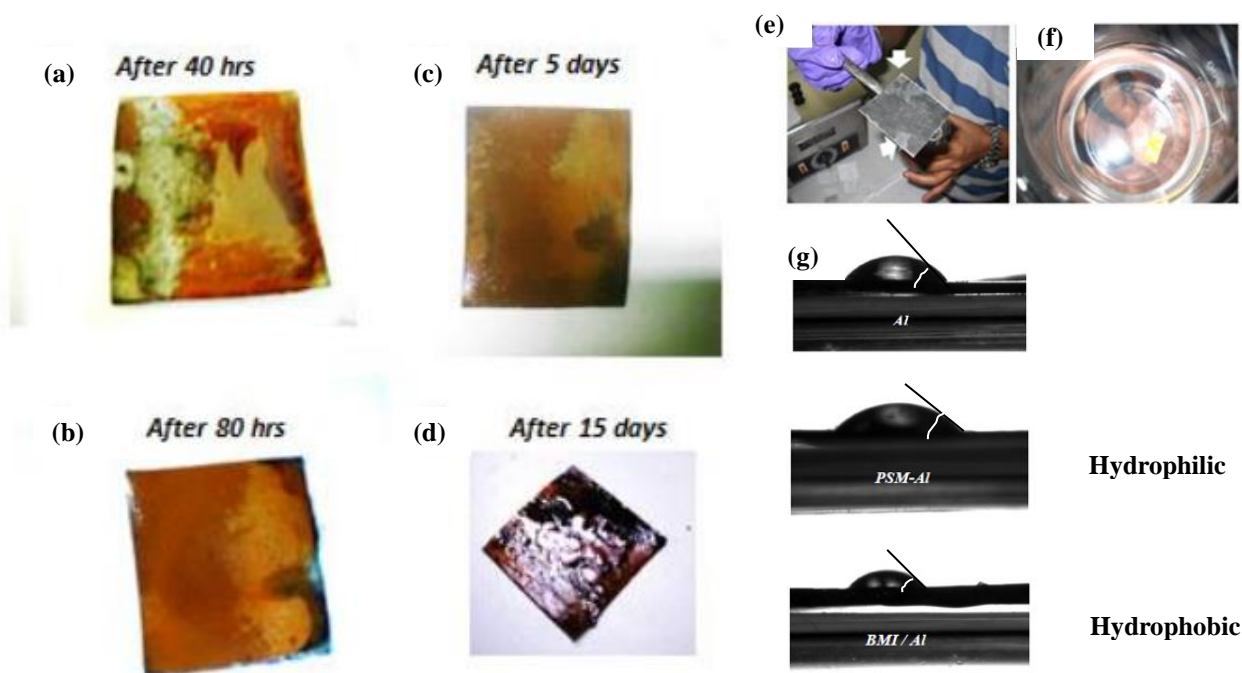 (a)
After 40 hrs
(c)
After 5 days
(e)
(f)
(g)
Al
(b)
After 80 hrs
(d)
After 15 days
PSM-Al
Hydrophilic
BMI / Al
Hydrophobic